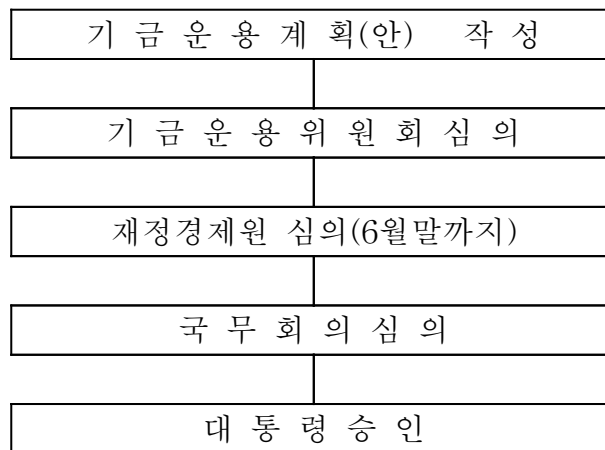 기 금 운 용 계 획(안) 작 성
기 금 운 용 위 원 회 심 의
재정경제원 심의(6월말까지)
국 무 회 의 심 의
대 통 령 승 인